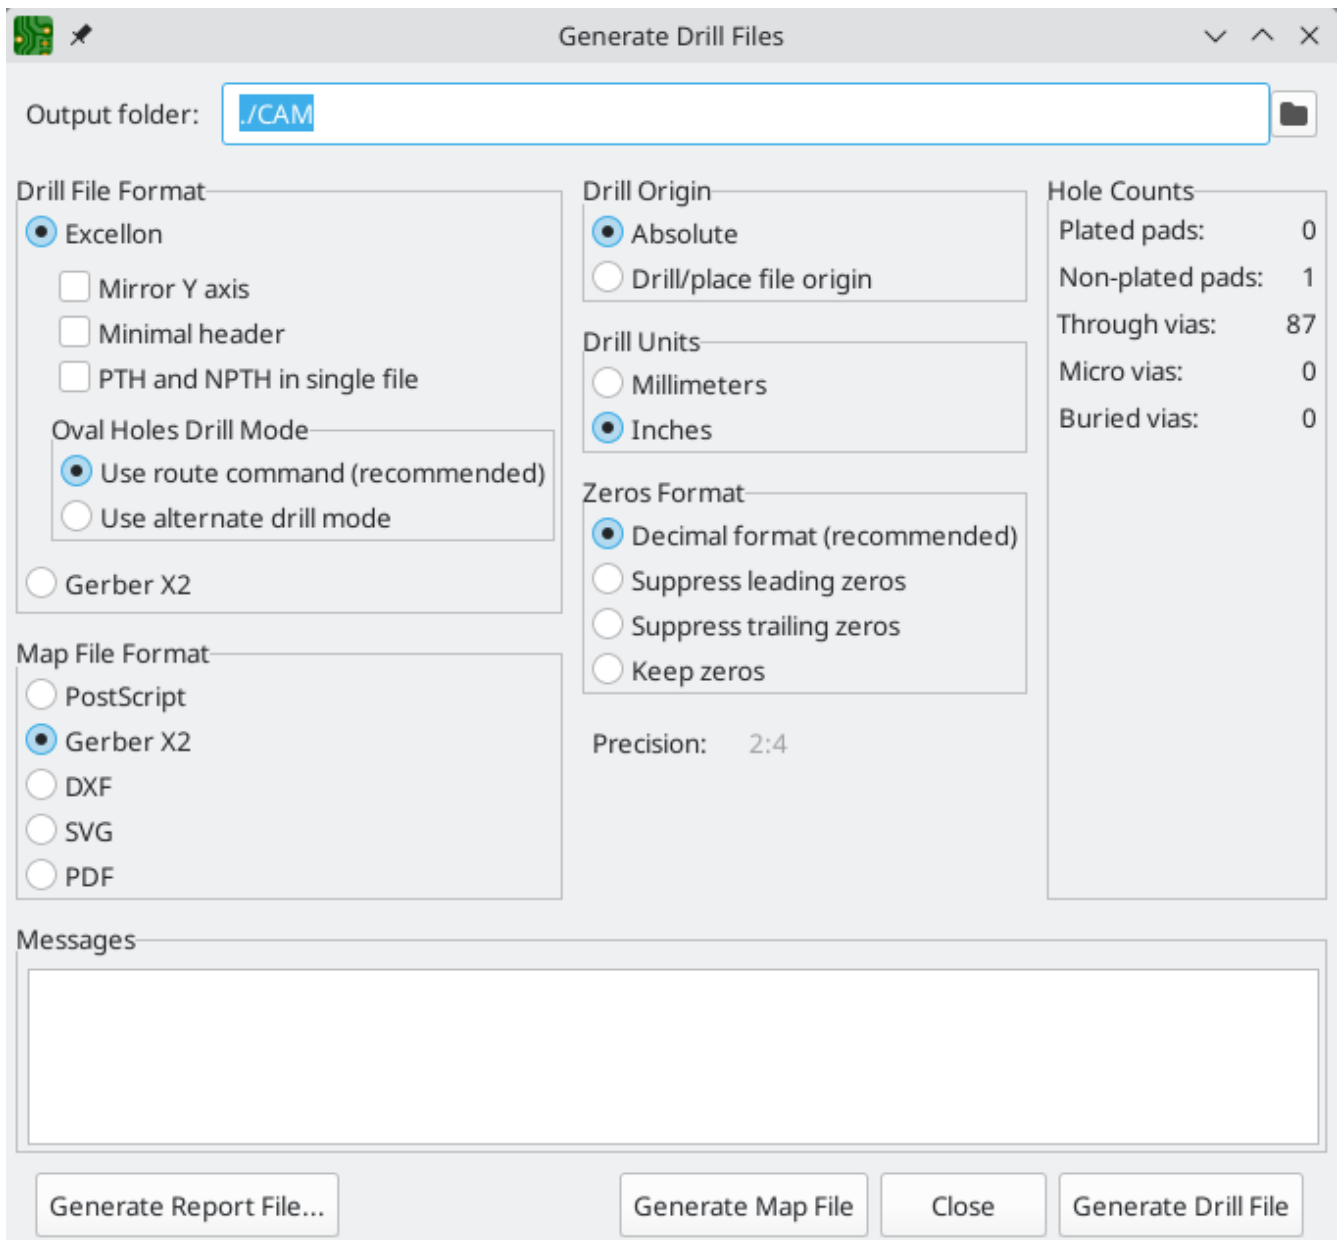 Generate Drill Files
Output folder: ./CAM
Drill File Format
Excellon
Mirror Y axis
Minimal header
PTH and NPTH in single file
Oval Holes Drill Mode
Use route command (recommended)
Use alternate drill mode
Gerber X2
Map File Format
PostScript
Gerber X2
DXF
SVG
PDF
Drill Origin
Absolute
Drill/place file origin
Drill Units
Millimeters
Inches
Zeros Format
Decimal format (recommended)
Suppress leading zeros
Suppress trailing zeros
Keep zeros
Precision: 2:4
Hole Counts
Plated pads: 0
Non-plated pads: 1
Through vias: 87
Micro vias: 0
Buried vias: 0
Messages
Generate Report File... Generate Map File Close Generate Drill File